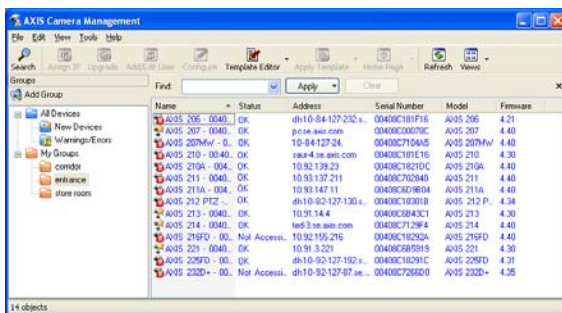 AXIS Camera Management
File Edit View Tools Help
Search Assign IP Upgrade Add/Edit User Configure Template Editor Apply Template Home Page Refresh Views
Groups
Find: Apply Clear x
Add Group
Name Status Address Serial Number Model Firmware
All Devices
New Devices
Warnings/Errors
My Groups
corridor
entrance
store room
AXIS 206 - 0040... OK dh10-84-127-232.s... 00408C181F16 AXIS 206 4.21
AXIS 207 - 0040... OK pcse.axis.com 00408C00078C AXIS 207 4.40
AXIS 207MW - 0... OK 10-84-127-24. 00408C7104A5 AXIS 207MW 4.40
AXIS 210 - 00:40... OK saur4.se.axis.com 00408C181E16 AXIS 210 4.30
AXIS 210A - 004... OK 10.92.139.23 00408C1821DC AXIS 210A 4.40
AXIS 211 - 0040... OK 10.93.137.211 00408C702840 AXIS 211 4.40
AXIS 211A - 004... OK 10.93.147.11 00408C6D9B04 AXIS 211A 4.40
AXIS 212 PTZ -... OK dh10-82-127-130.s... 00408C18301B AXIS 212 P... 4.34
AXIS 213 - 0040... OK 10.91.14.4 00408C6B43C1 AXIS 213 4.30
AXIS 214 - 0040... OK ted-3.se.axis.com 00408C7129F4 AXIS 214 4.40
AXIS 216FD - 00... Not Accessi... 10.92.155.216 00408C18292A AXIS 216FD 4.40
AXIS 221 - 0040... OK 10.91.3.221 00408C6B5919 AXIS 221 4.30
AXIS 225FD - 00... OK dh10-92-127-192.s... 00408C18291C AXIS 225FD 4.31
AXIS 232D+ - 00... Not Accessi... dh10-92-127-87.se... 00408C7266D0 AXIS 232D+ 4.35
14 objects